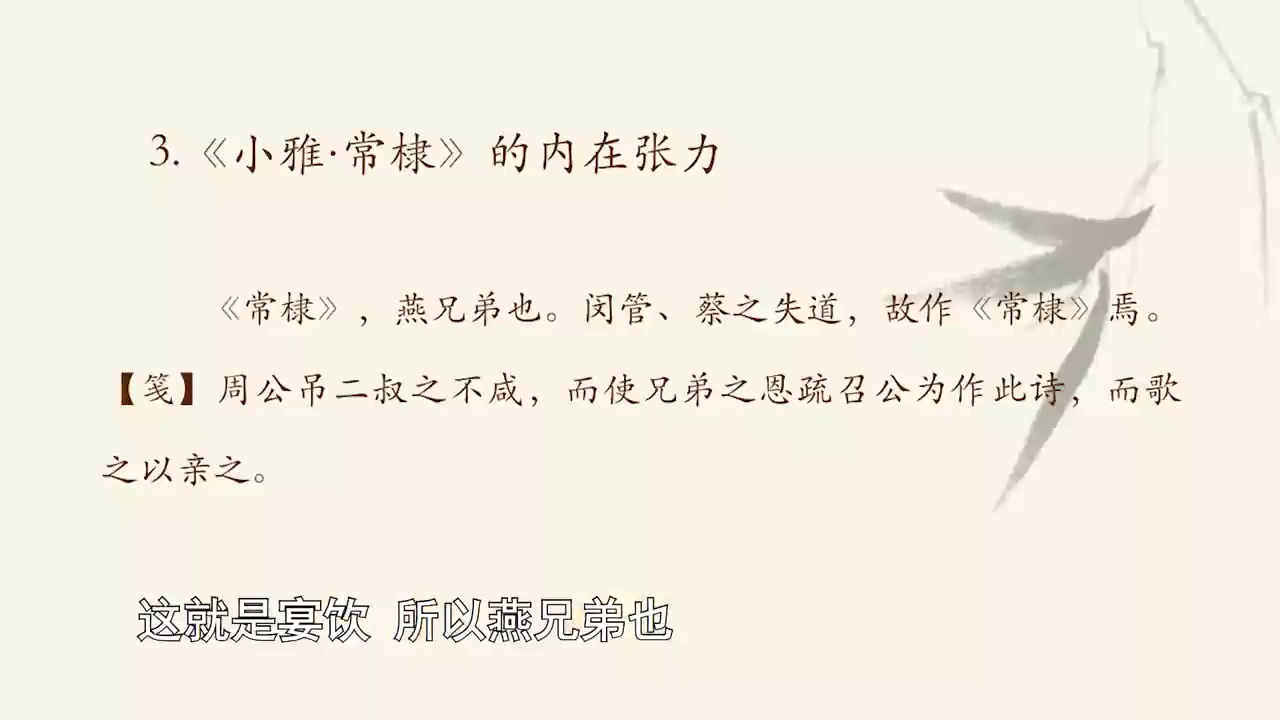 3.《小雅·常棣》的内在张力
《常棣》，燕兄弟也。闵管、蔡之失道，故作《常棣》焉。
【笺】周公吊二叔之不咸，而使兄弟之恩疏召公为作此诗，而歌
之以亲之。
这就是宴饮 所以燕兄弟也